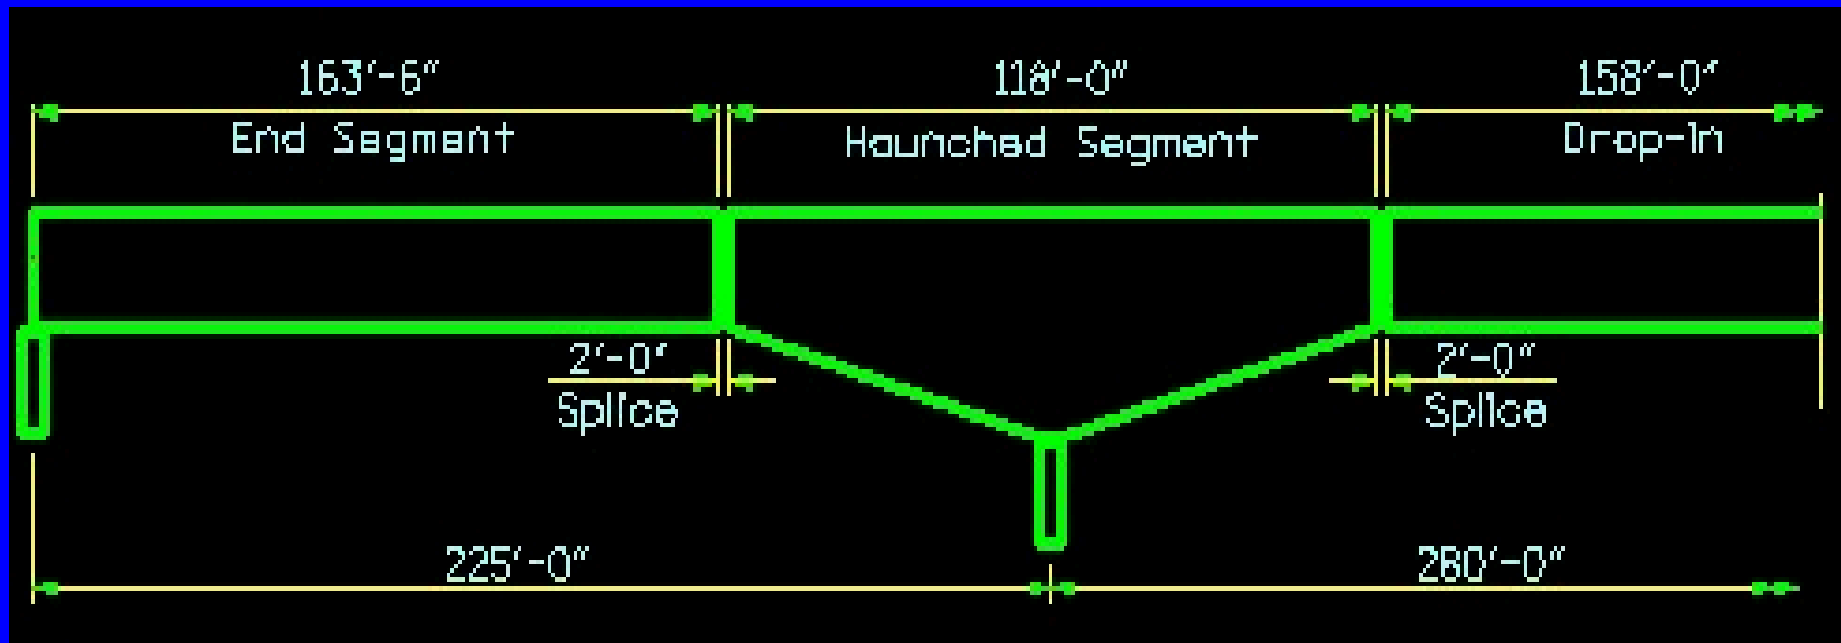 163'-6" 118'-0" 158'-0"
End Segment Haunched Segment Drop-In
2'-0" 2'-0"
Splice Splice
225'-0" 280'-0"